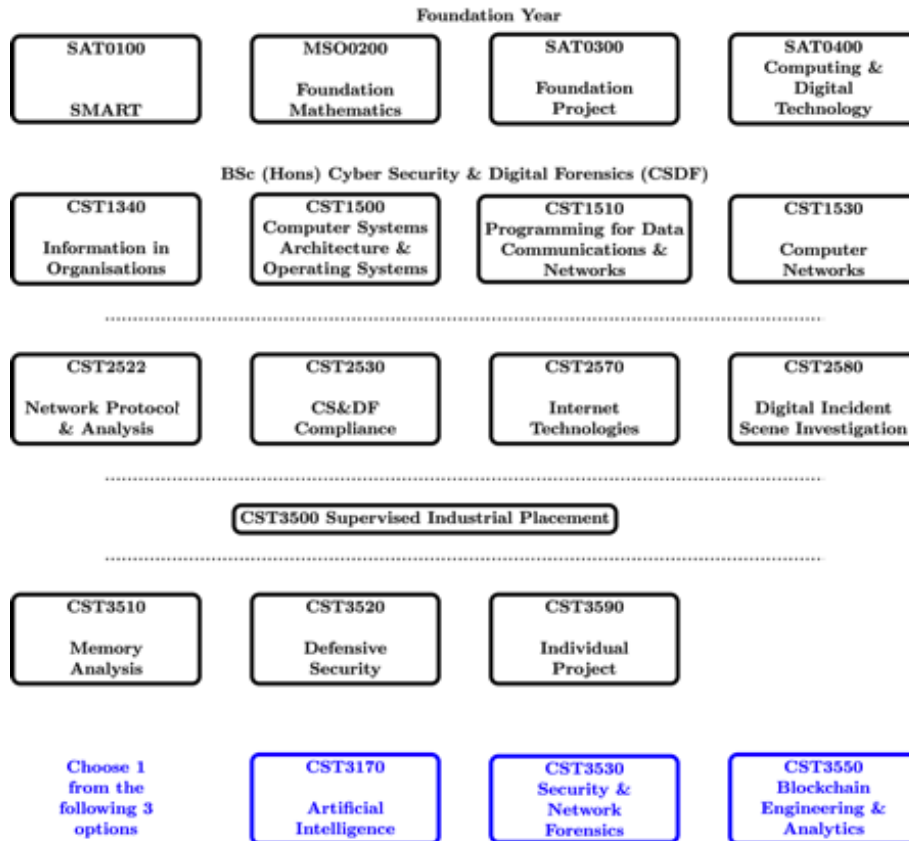 Foundation Year
SAT0100
SMART
MSO0200
Foundation
Mathematics
SAT0300
Foundation
Project
SAT0400
Computing &
Digital
Technology
BSc (Hons) Cyber Security & Digital Forensics (CSDF)
CST1340
Information in
Organisations
CST1500
Computer Systems
Architecture &
Operating Systems
CST1510
Programming for Data
Communications &
Networks
CST1530
Computer
Networks
CST2522
Network Protocol
& Analysis
CST2530
CS&DF
Compliance
CST2570
Internet
Technologies
CST2580
Digital Incident
Scene Investigation
CST3500 Supervised Industrial Placement
CST3510
Memory
Analysis
CST3520
Defensive
Security
CST3590
Individual
Project
Choose 1
from the
following 3
options
CST3170
Artificial
Intelligence
CST3530
Security &
Network
Forensics
CST3550
Blockchain
Engineering &
Analytics